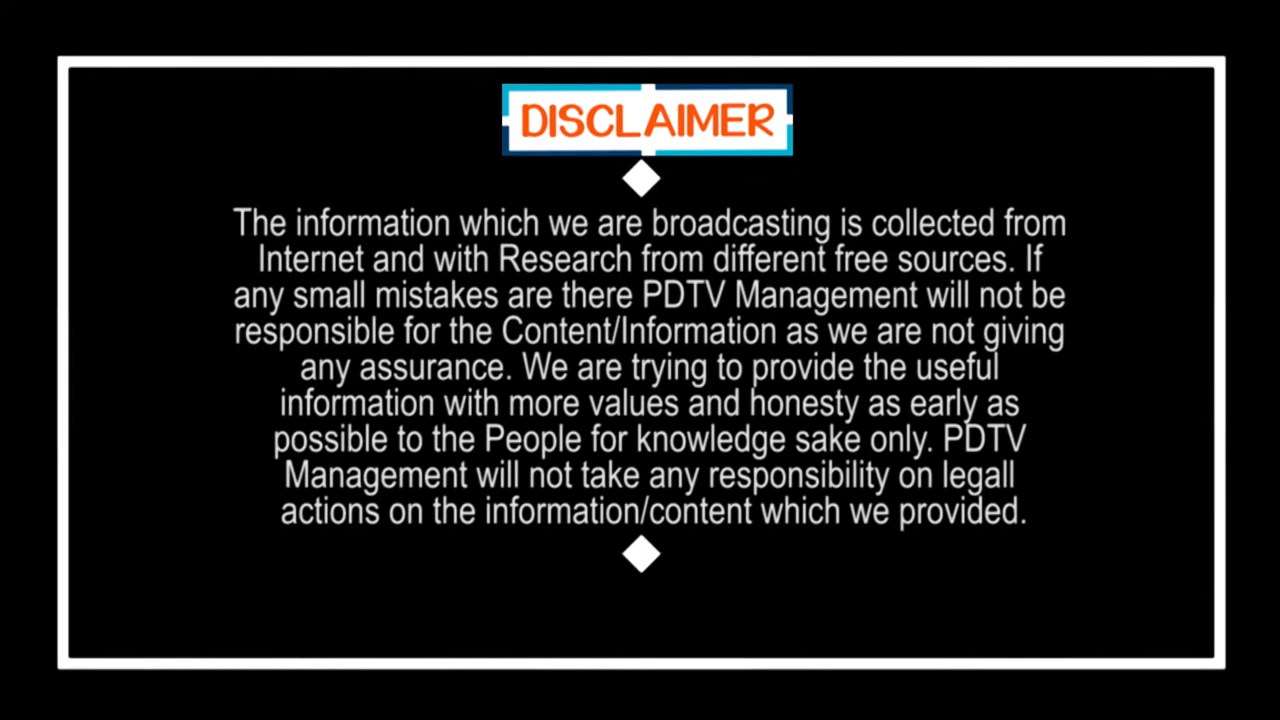 DISCLAIMER
The information which we are broadcasting is collected from
Internet and with Research from different free sources. If
any small mistakes are there PDTV Management will not be
responsible for the Content/Information as we are not giving
any assurance. We are trying to provide the useful
information with more values and honesty as early as
possible to the People for knowledge sake only. PDTV
Management will not take any responsibility on legall
actions on the information/content which we provided.